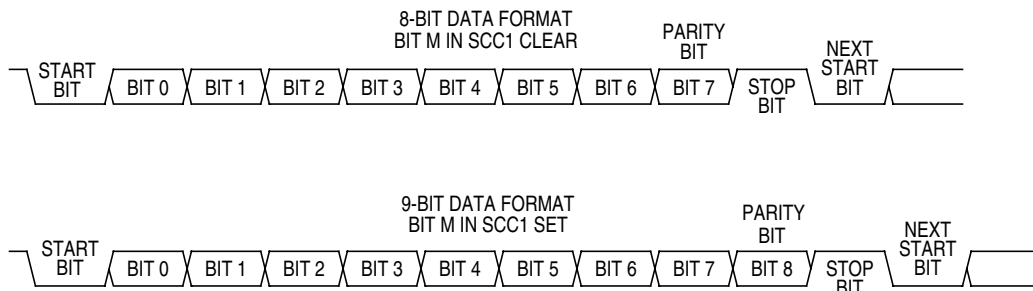 8-BIT DATA FORMAT
BIT M IN SCC1 CLEAR
PARITY
BIT
NEXT
START
BIT
START
BIT
BIT 0
BIT 1
BIT 2
BIT 3
BIT 4
BIT 5
BIT 6
BIT 7
STOP
BIT
9-BIT DATA FORMAT
BIT M IN SCC1 SET
PARITY
BIT
NEXT
START
BIT
START
BIT
BIT 0
BIT 1
BIT 2
BIT 3
BIT 4
BIT 5
BIT 6
BIT 7
BIT 8
STOP
BIT